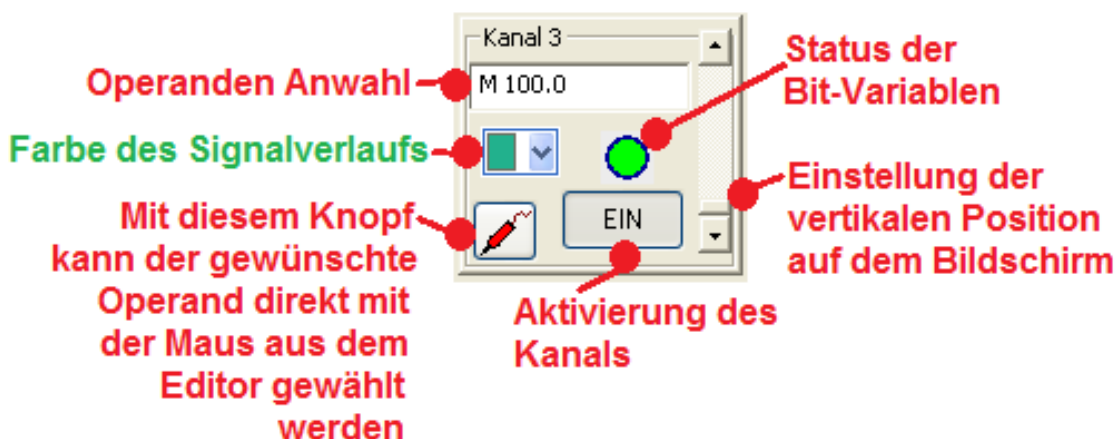 Kanal 3
M 100.0
EIN
Operanden Anwahl
Farbe des Signalverlaufs
Mit diesem Knopf
kann der gewünschte
Operand direkt mit
der Maus aus dem
Editor gewählt
werden
Status der
Bit-Variablen
Einstellung der
vertikalen Position
auf dem Bildschirm
Aktivierung des
Kanals